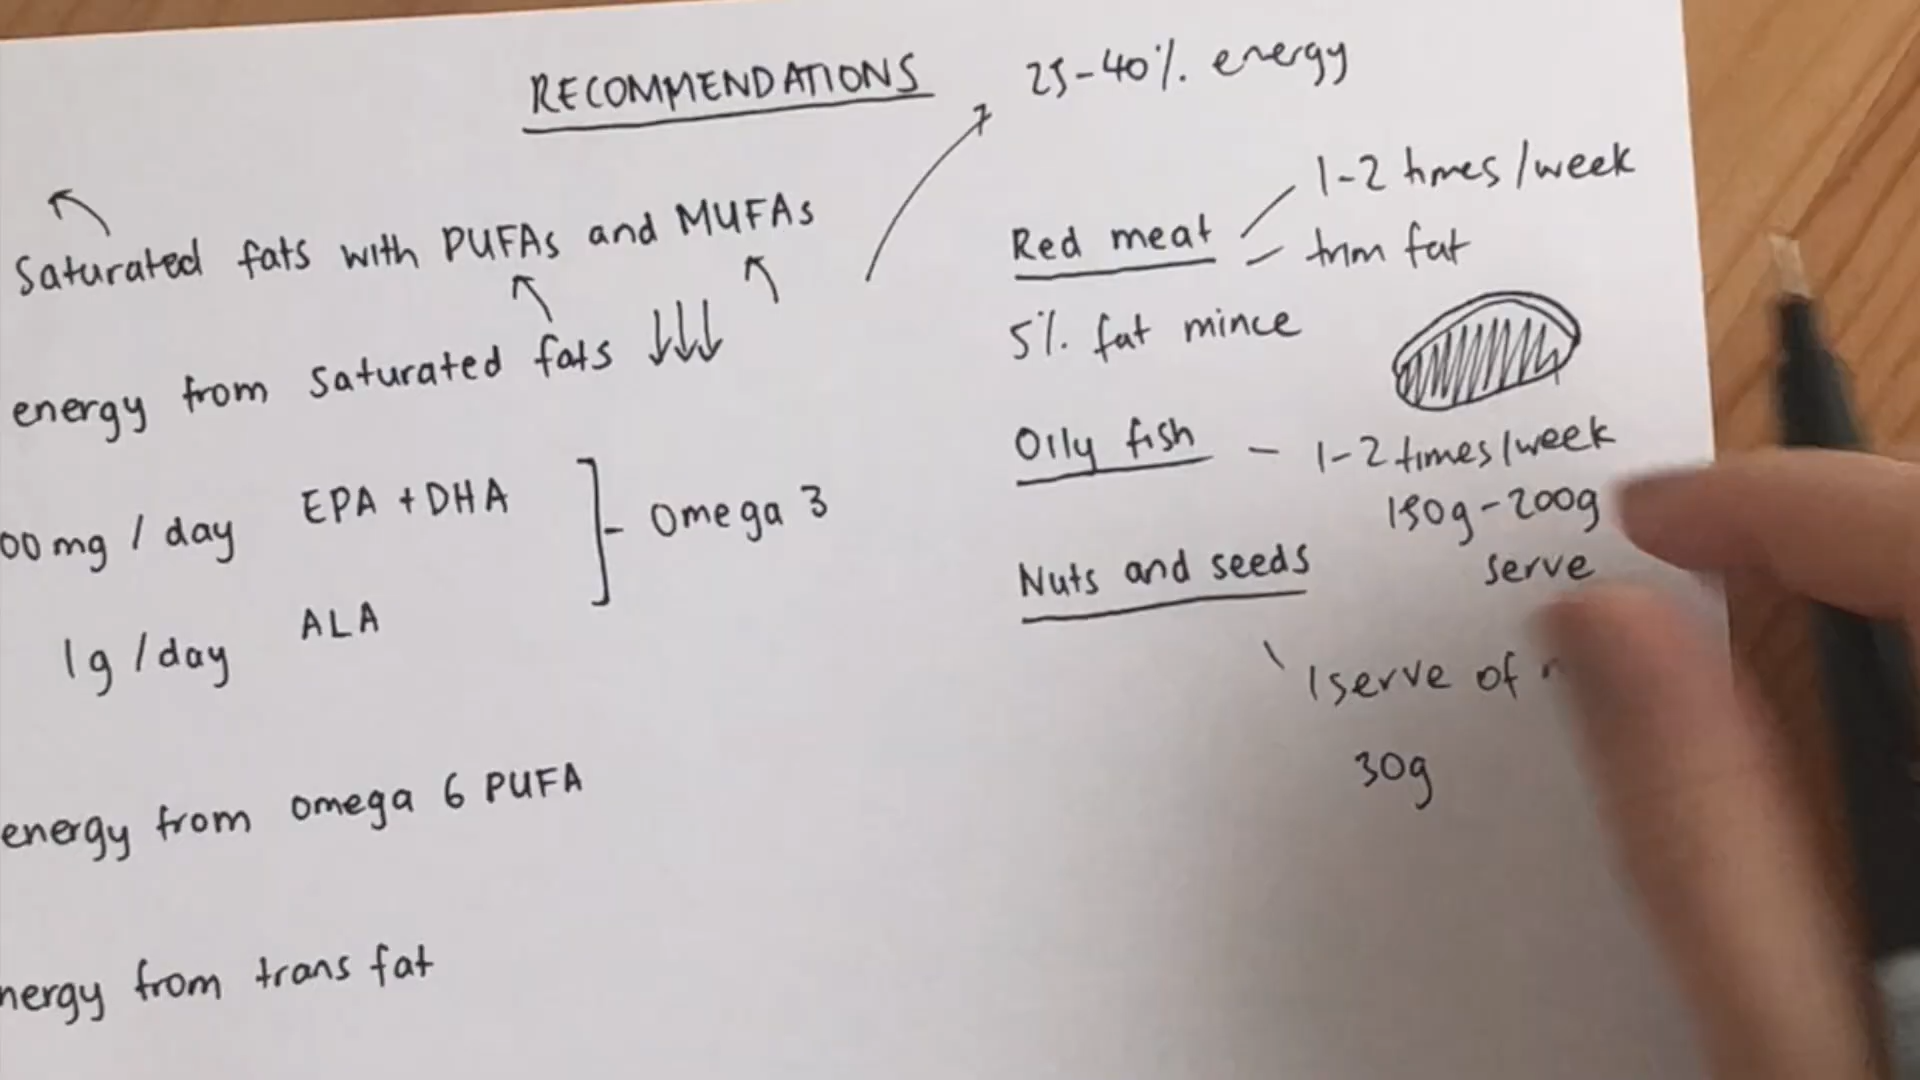 RECOMMENDATIONS
25-40% energy
Saturated fats with PUFAs and MUFAs
energy from saturated fats
00mg / day EPA + DHA
Omega 3
1g / day ALA
energy from omega 6 PUFA
nergy from trans fat
Red meat
1-2 times / week
trim fat
5% fat mince
Oily fish - 1-2 times / week
150g-200g
serve
Nuts and seeds
1 serve of
30g